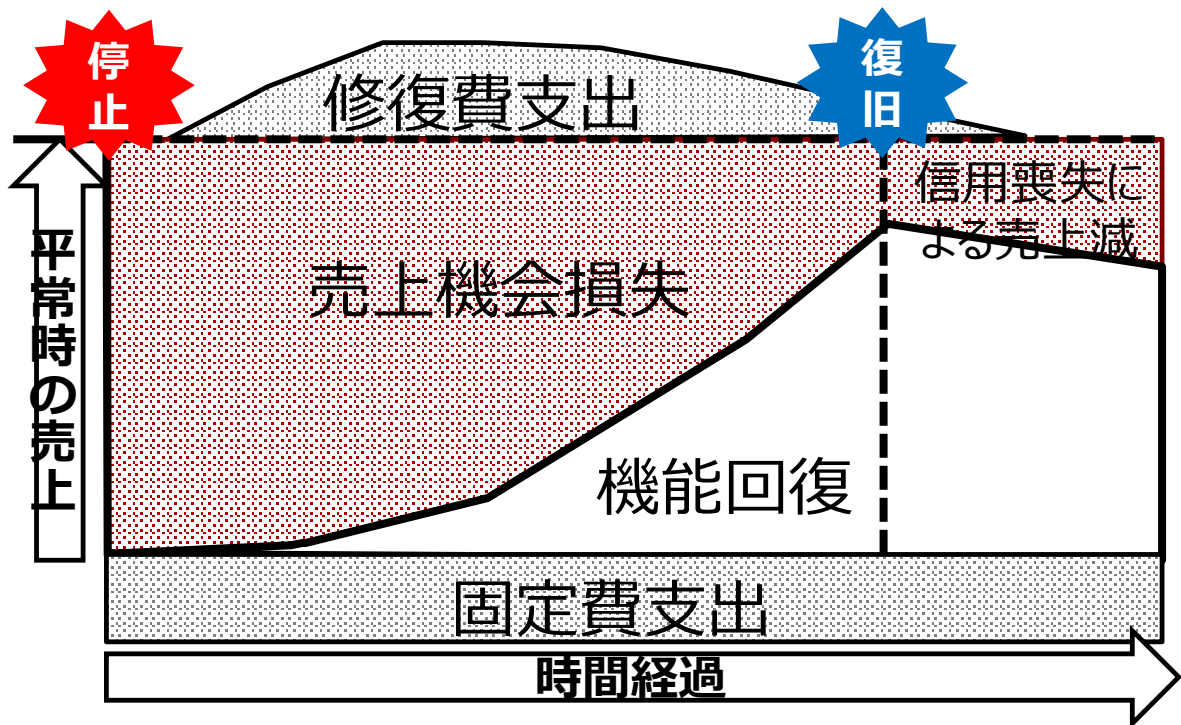 停
止
修復費支出
復
旧
信用喪失に
よる売上減
平常時の売上
売上機会損失
機能回復
固定費支出
時間経過